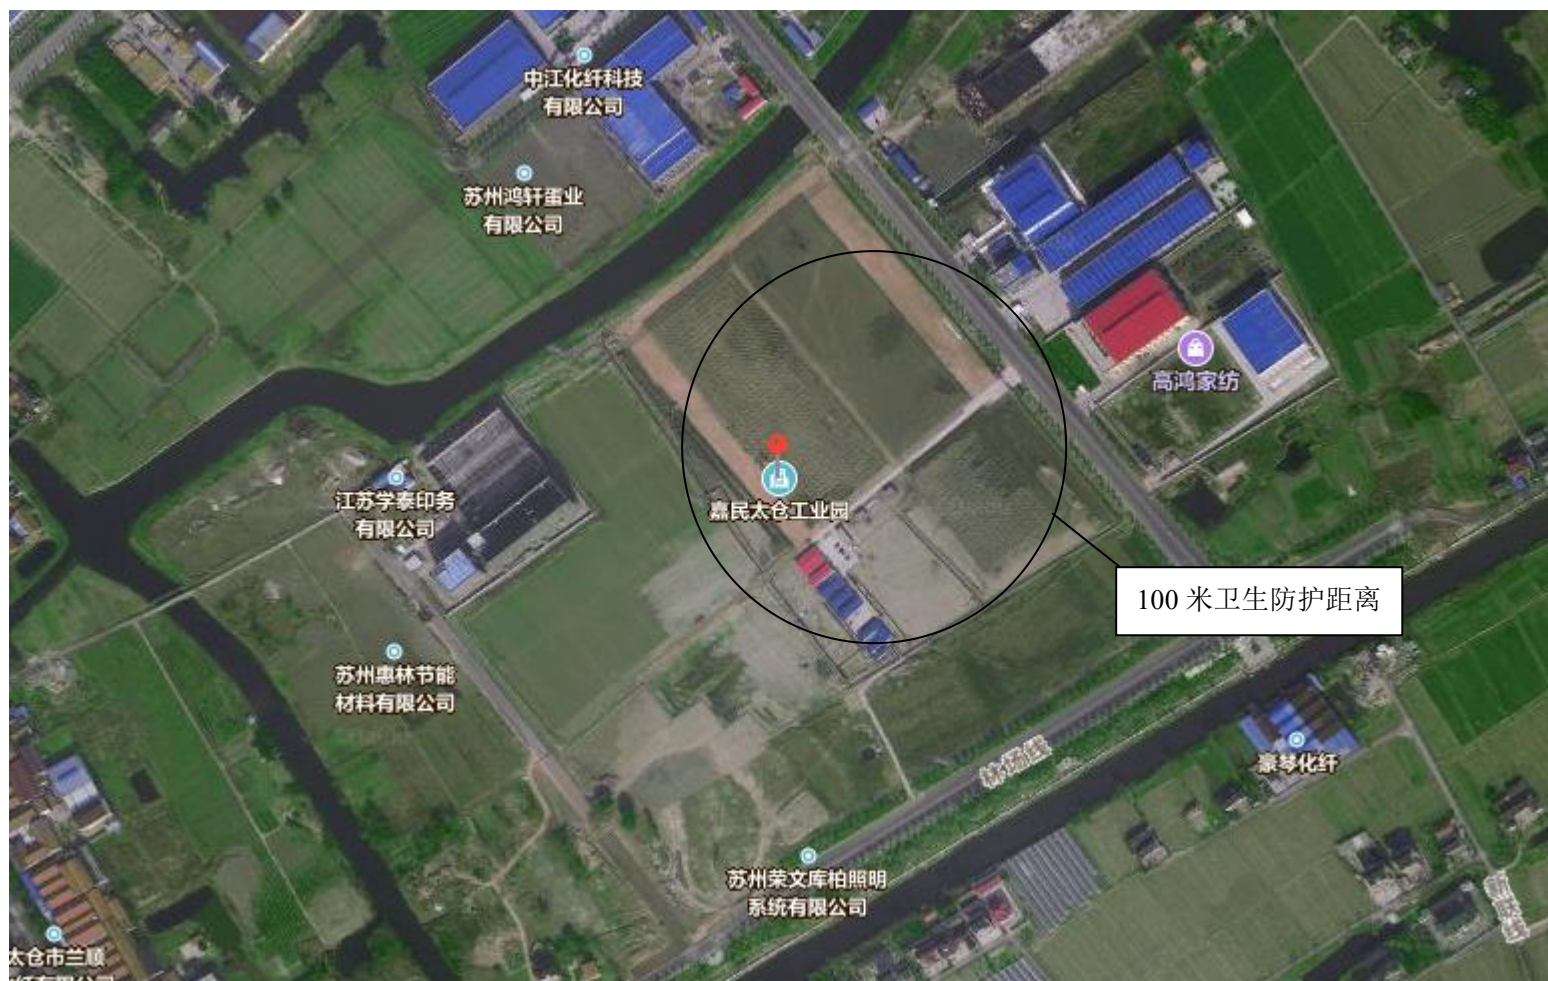 中江化纤科技
有限公司
苏州鸿轩蛋业
有限公司
高鸿家纺
江苏学泰印务
有限公司
嘉民太仓工业园
100 米卫生防护距离
苏州惠林节能
材料有限公司
豪琴化纤
苏州荣文库柏照明
系统有限公司
太仓市兰顺